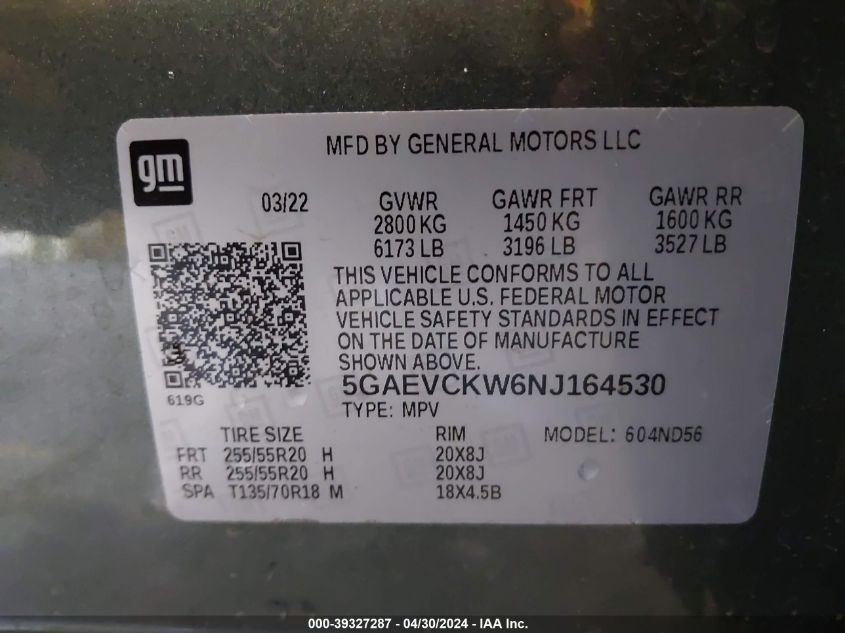 gm
MFD BY GENERAL MOTORS LLC
03/22 GVWR GAWR FRT GAWR RR
2800 KG 1450 KG 1600 KG
6173 LB 3196 LB 3527 LB
THIS VEHICLE CONFORMS TO ALL
APPLICABLE U.S. FEDERAL MOTOR
VEHICLE SAFETY STANDARDS IN EFFECT
ON THE DATE OF MANUFACTURE
SHOWN ABOVE.
5GAEVCKW6NJ164530
619G
TYPE: MPV
TIRE SIZE RIM MODEL: 604ND56
FRT 255/55R20 H 20X8J
RR 255/55R20 H 20X8J
SPA T135/70R18 M 18X4.5B
000-39327287 - 04/30/2024 - IAA Inc.